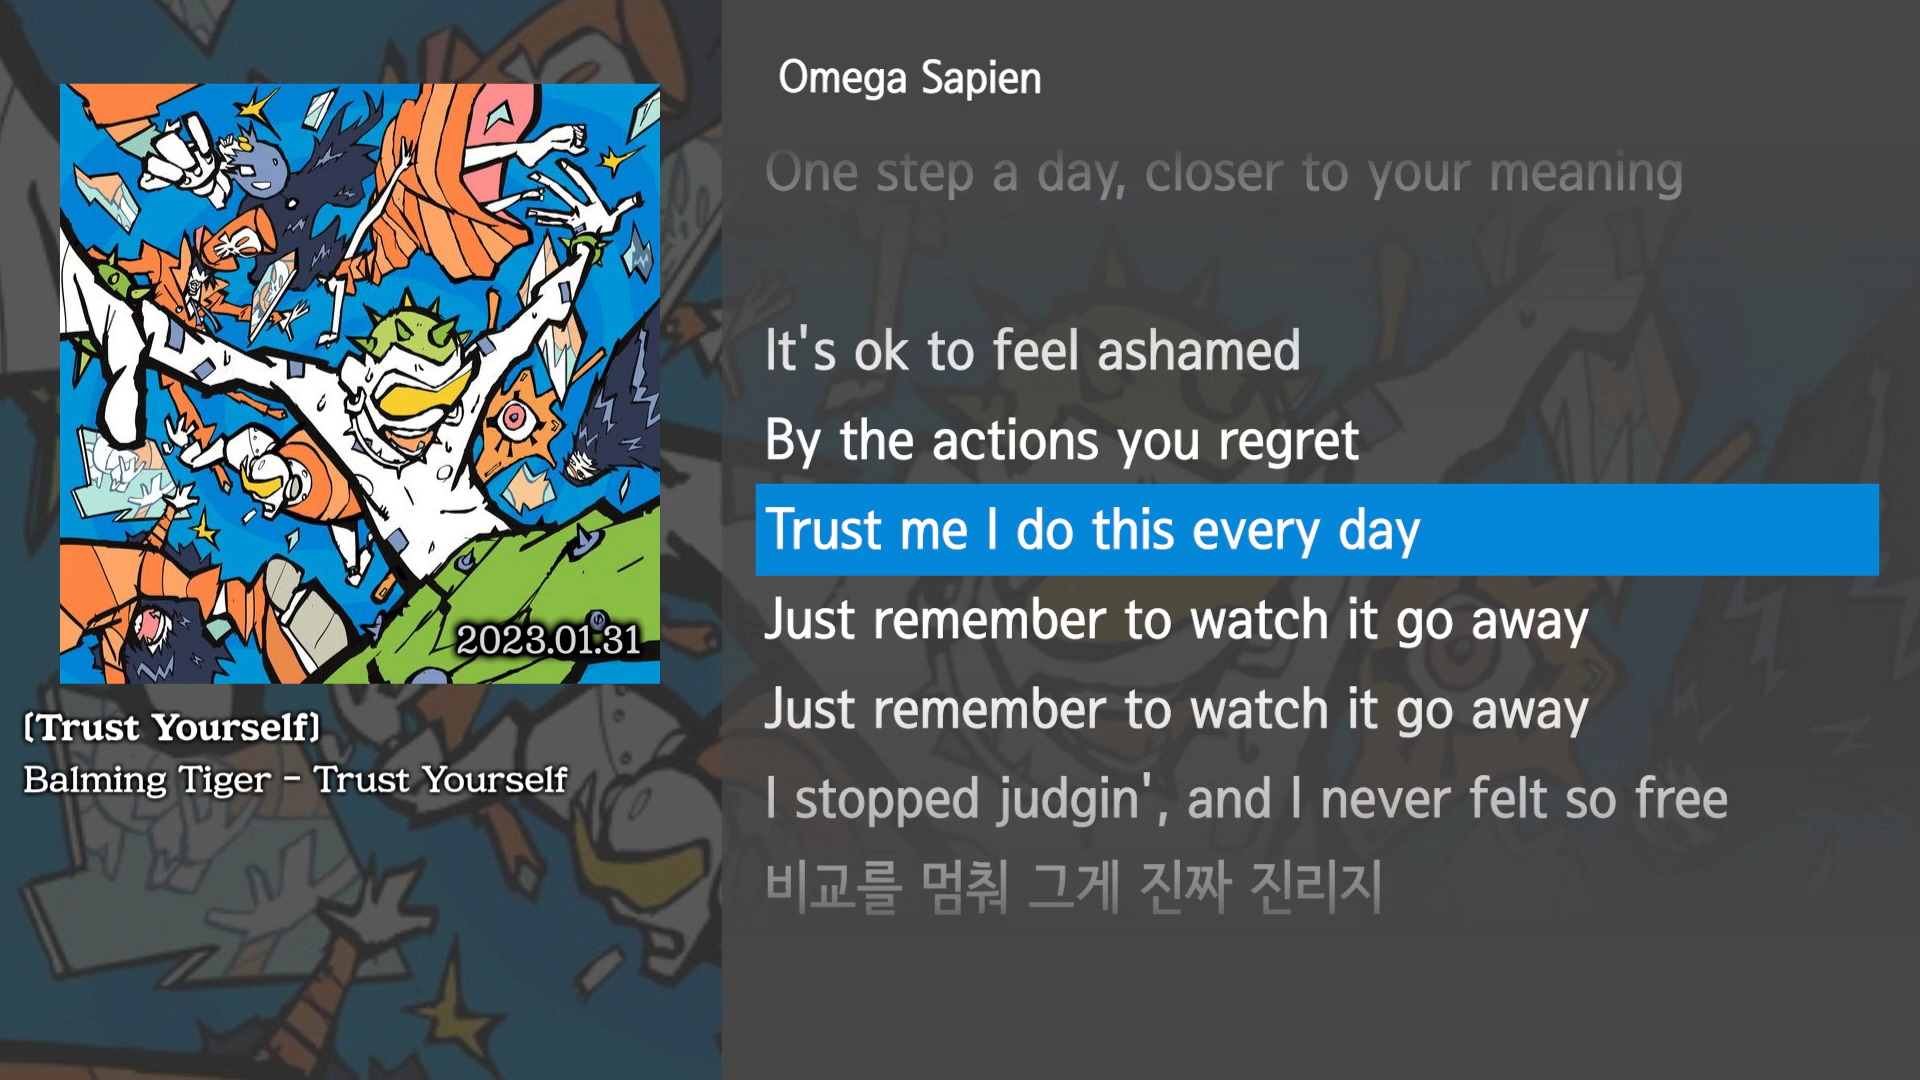 2023.01.31
[Trust Yourself]
Balming Tiger - Trust Yourself
Omega Sapien
One step a day, closer to your meaning
It's ok to feel ashamed
By the actions you regret
Trust me I do this every day
Just remember to watch it go away
Just remember to watch it go away
I stopped judgin', and I never felt so free
비교를 멈춰 그게 진짜 진리지